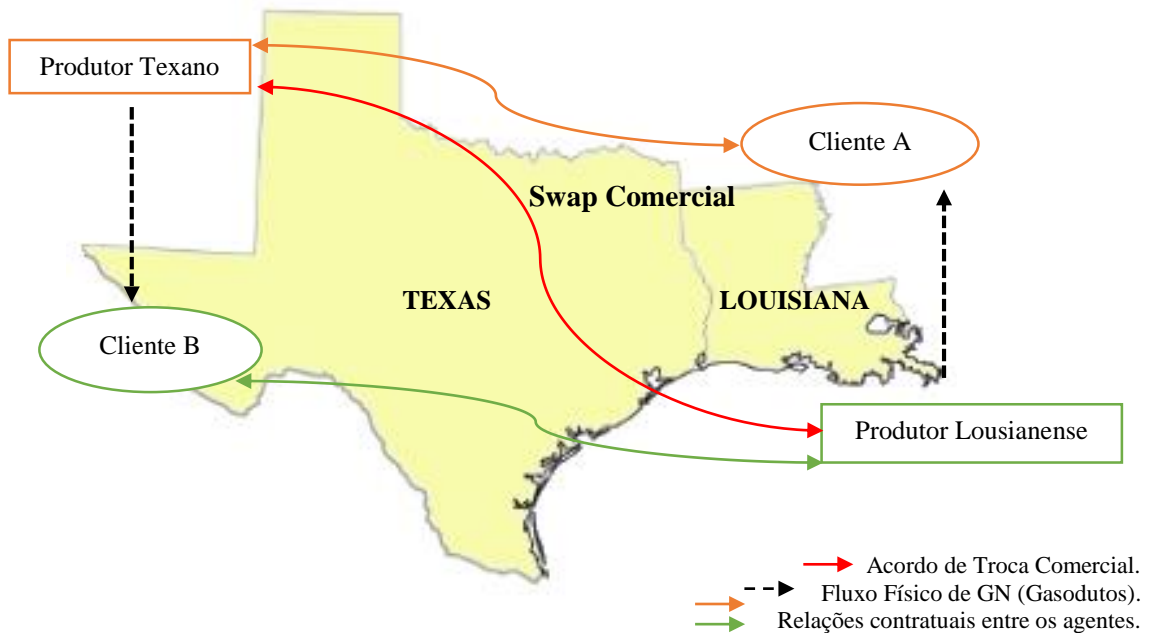 Produtor Texano
Cliente A
Swap Comercial
TEXAS
LOUISIANA
Cliente B
Produtor Lousianense
Acordo de Troca Comercial.
Fluxo Físico de GN (Gasodutos).
Relações contratuais entre os agentes.